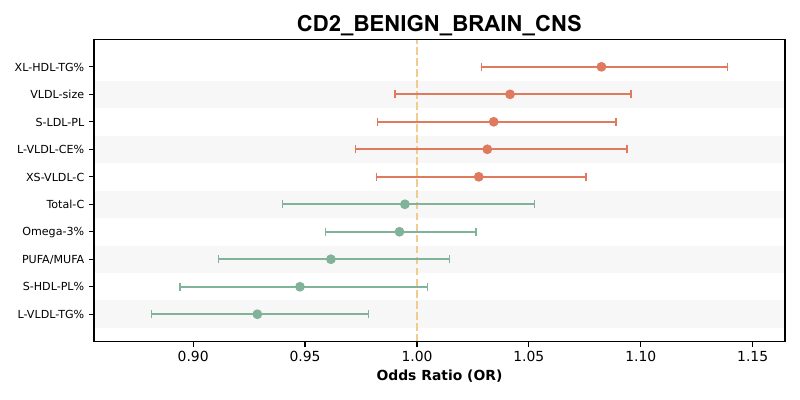 CD2_BENIGN_BRAIN_CNS
XL-HDL-TG%
VLDL-size
S-LDL-PL
L-VLDL-CE%
XS-VLDL-C
Total-C
Omega-3%
PUFA/MUFA
S-HDL-PL%
L-VLDL-TG%
0.90 0.95 1.00 1.05 1.10 1.15
Odds Ratio (OR)